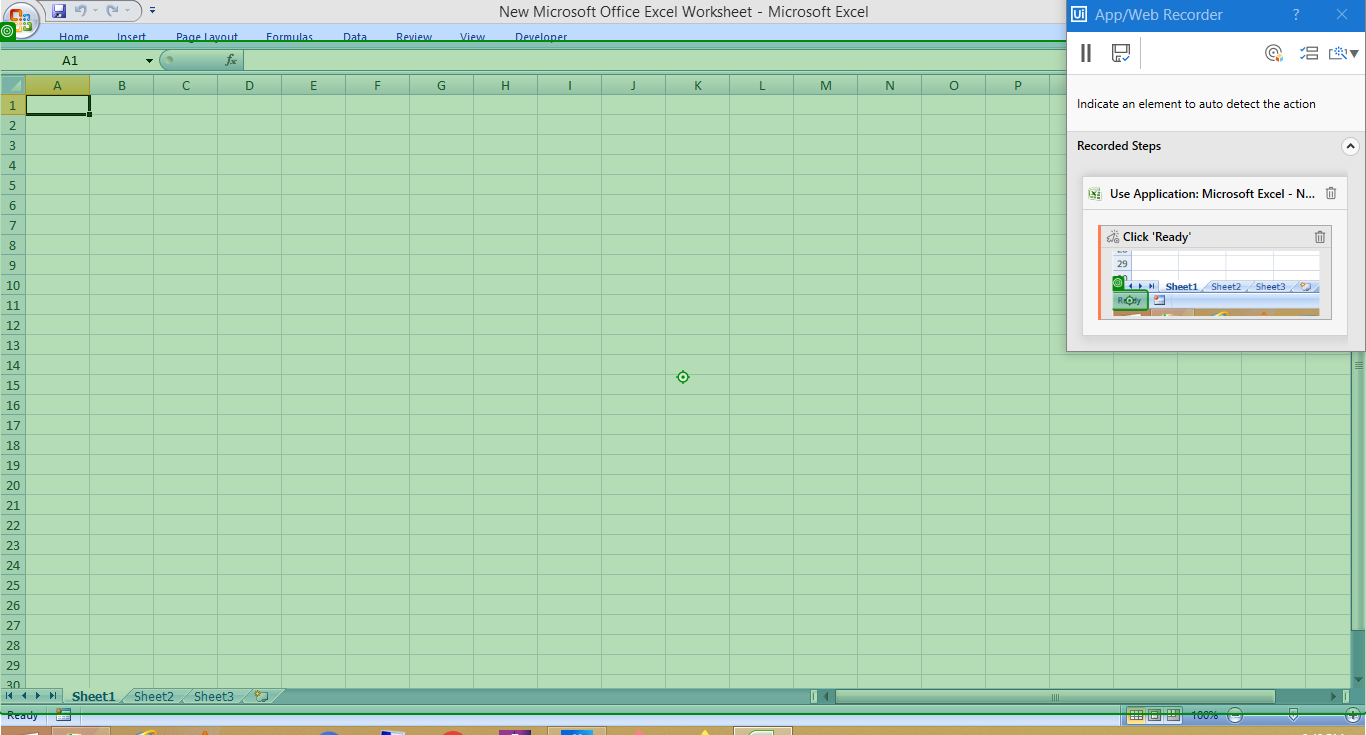 New Microsoft Office Excel Worksheet - Microsoft Excel
Home Insert Page Layout Formulas Data Review View Developer
A1 fx
A B C D E F G H I J K L M N O P
1
2
3
4
5
6
7
8
9
10
11
12
13
14
15
16
17
18
19
20
21
22
23
24
25
26
27
28
29
30
Sheet1 Sheet2 Sheet3
Ready 100%
Ui App/Web Recorder ?
Indicate an element to auto detect the action
Recorded Steps
Use Application: Microsoft Excel - N...
Click 'Ready'
29
30
Sheet1 Sheet2 Sheet3
Ready